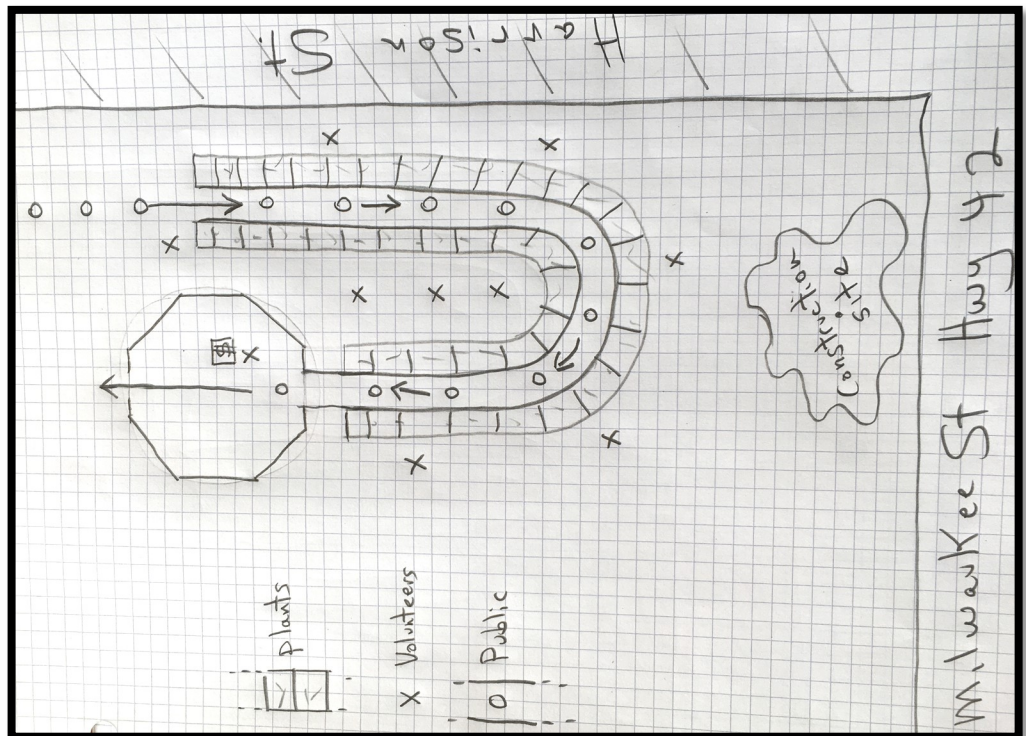 Harrison St
Milwaukee St Hwy 42
Construction
Site
$
Plants
X Volunteers
O Public